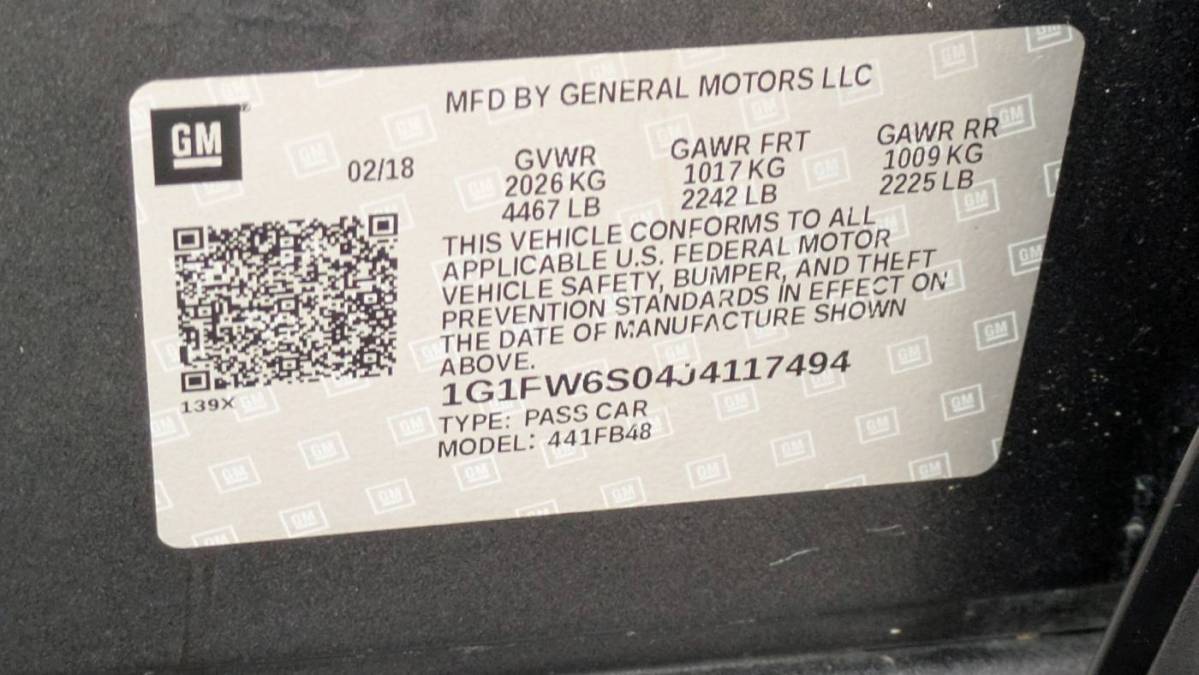 GM
MFD BY GENERAL MOTORS LLC
02/18
GVWR
2026 KG
4467 LB
GAWR FRT
1017 KG
2242 LB
GAWR RR
1009 KG
2225 LB
THIS VEHICLE CONFORMS TO ALL
APPLICABLE U.S. FEDERAL MOTOR
VEHICLE SAFETY, BUMPER, AND THEFT
PREVENTION STANDARDS IN EFFECT ON
THE DATE OF MANUFACTURE SHOWN
ABOVE.
1G1FW6S04J4117494
TYPE: PASS CAR
MODEL: 441FB48
139X